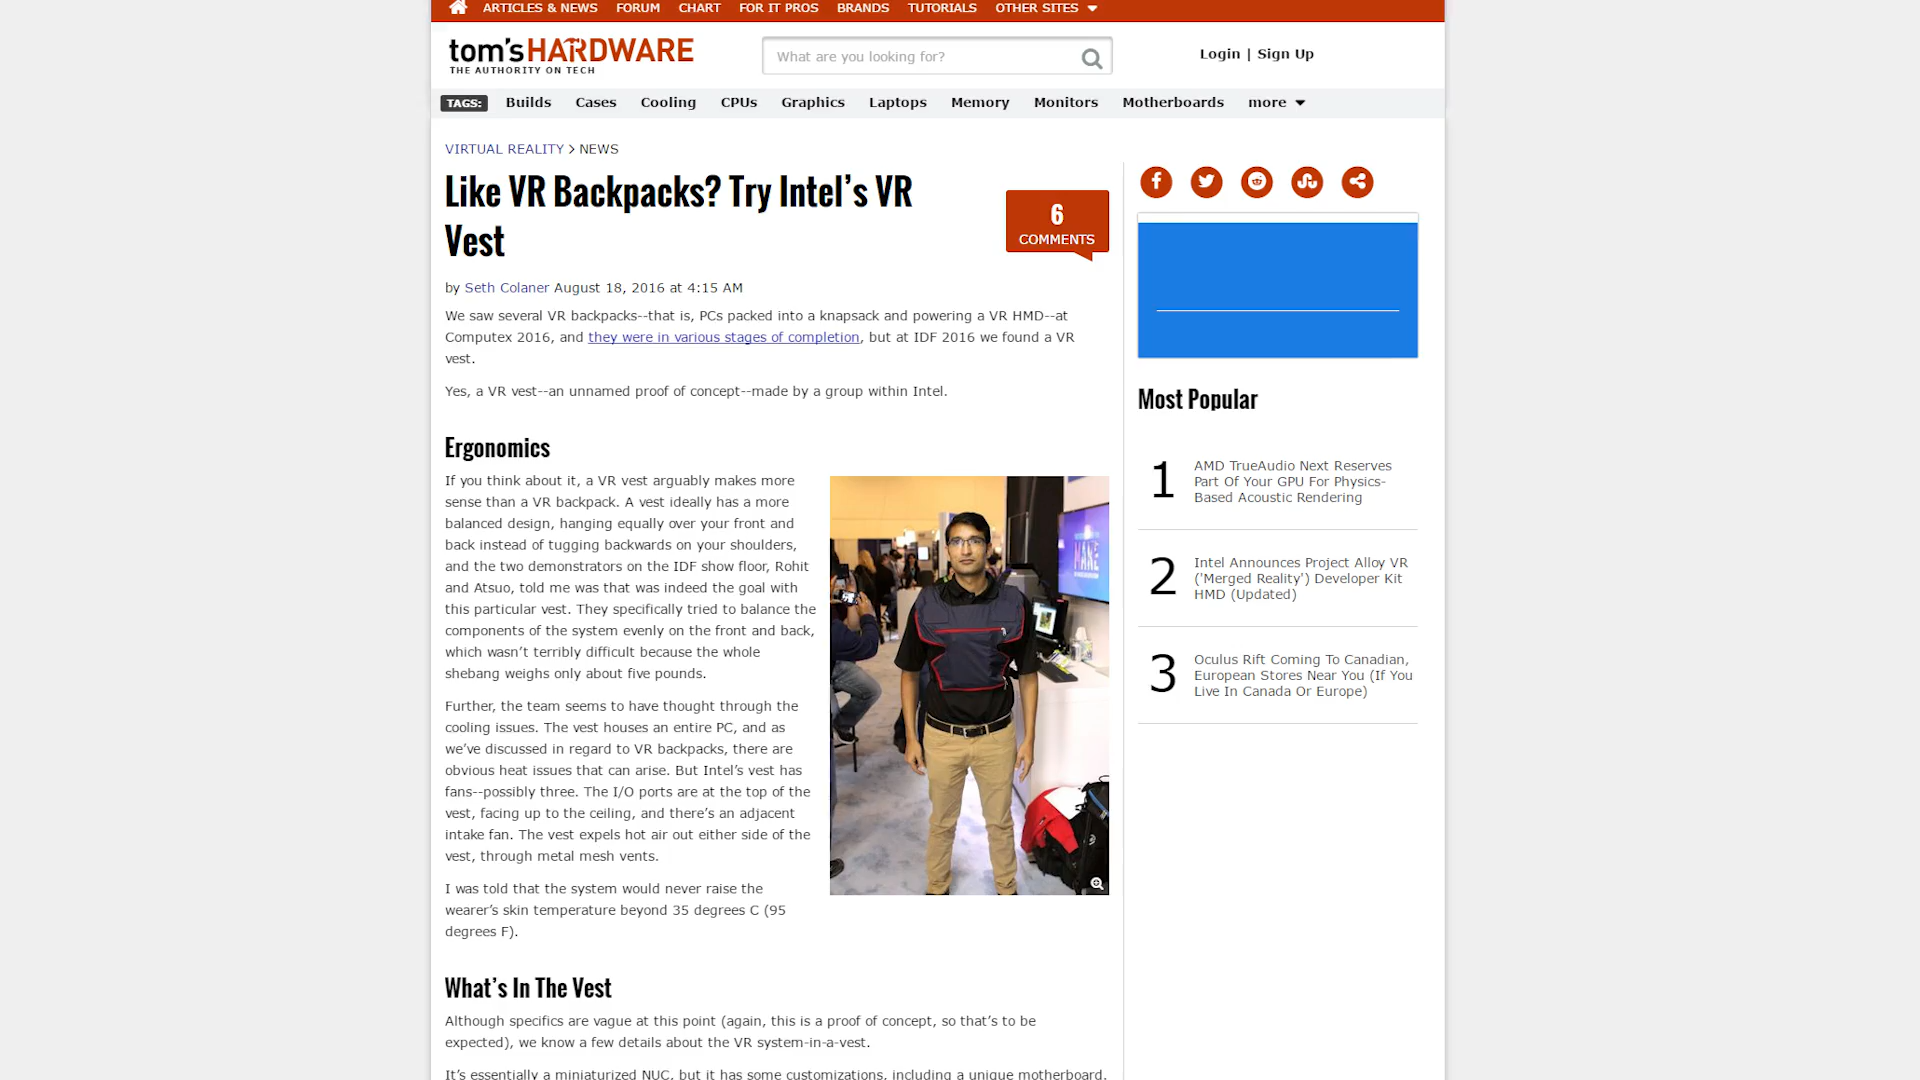 ARTICLES & NEWS FORUM CHART FOR IT PROS BRANDS TUTORIALS OTHER SITES
tom's HARDWARE
THE AUTHORITY ON TECH
What are you looking for?
Login | Sign Up
TAGS: Builds Cases Cooling CPUs Graphics Laptops Memory Monitors Motherboards more
VIRTUAL REALITY > NEWS
Like VR Backpacks? Try Intel’s VR
Vest
6
COMMENTS
by Seth Colaner August 18, 2016 at 4:15 AM
We saw several VR backpacks--that is, PCs packed into a knapsack and powering a VR HMD--at
Computex 2016, and they were in various stages of completion, but at IDF 2016 we found a VR
vest.
Yes, a VR vest--an unnamed proof of concept--made by a group within Intel.
Ergonomics
If you think about it, a VR vest arguably makes more
sense than a VR backpack. A vest ideally has a more
balanced design, hanging equally over your front and
back instead of tugging backwards on your shoulders,
and the two demonstrators on the IDF show floor, Rohit
and Atsuo, told me was that was indeed the goal with
this particular vest. They specifically tried to balance the
components of the system evenly on the front and back,
which wasn’t terribly difficult because the whole
shebang weighs only about five pounds.
Further, the team seems to have thought through the
cooling issues. The vest houses an entire PC, and as
we’ve discussed in regard to VR backpacks, there are
obvious heat issues that can arise. But Intel’s vest has
fans--possibly three. The I/O ports are at the top of the
vest, facing up to the ceiling, and there’s an adjacent
intake fan. The vest expels hot air out either side of the
vest, through metal mesh vents.
I was told that the system would never raise the
wearer’s skin temperature beyond 35 degrees C (95
degrees F).
What’s In The Vest
Although specifics are vague at this point (again, this is a proof of concept, so that’s to be
expected), we know a few details about the VR system-in-a-vest.
It’s essentially a miniaturized NUC, but it has some customizations, including a unique motherboard.
Most Popular
1
AMD TrueAudio Next Reserves
Part Of Your GPU For Physics-
Based Acoustic Rendering
2
Intel Announces Project Alloy VR
('Merged Reality') Developer Kit
HMD (Updated)
3
Oculus Rift Coming To Canadian,
European Stores Near You (If You
Live In Canada Or Europe)